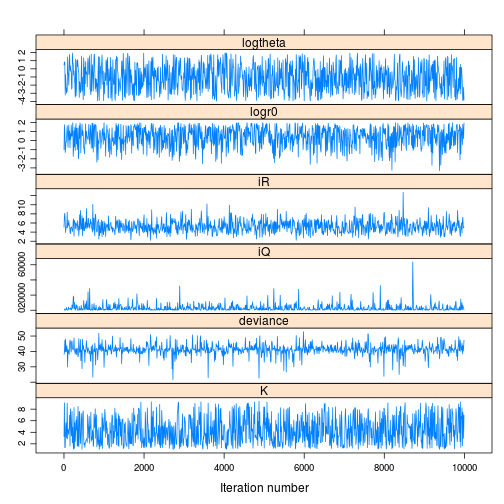 logtheta
-4 -3 -2 -1 0 1 2
logr0
-3 -2 -1 0 1 2
iR
2 4 6 8 10
iQ
0 20000 60000
deviance
30 40 50
K
2 4 6 8
0 2000 4000 6000 8000 10000
Iteration number